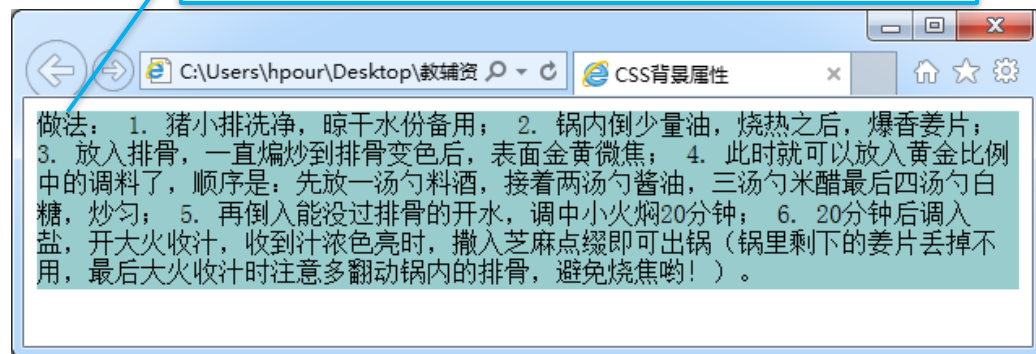 C:\Users\hpour\Desktop\教辅资
CSS背景属性
做法： 1. 猪小排洗净，晾干水份备用； 2. 锅内倒少量油，烧热之后，爆香姜片；
3. 放入排骨，一直煸炒到排骨变色后，表面金黄微焦； 4. 此时就可以放入黄金比例
中的调料了，顺序是：先放一汤勺料酒，接着两汤勺酱油，三汤勺米醋最后四汤勺白
糖，炒匀； 5. 再倒入能没过排骨的开水，调中小火焖20分钟； 6. 20分钟后调入
盐，开大火收汁，收到汁浓色亮时，撒入芝麻点缀即可出锅（锅里剩下的姜片丢掉不
用，最后大火收汁时注意多翻动锅内的排骨，避免烧焦哟！）。